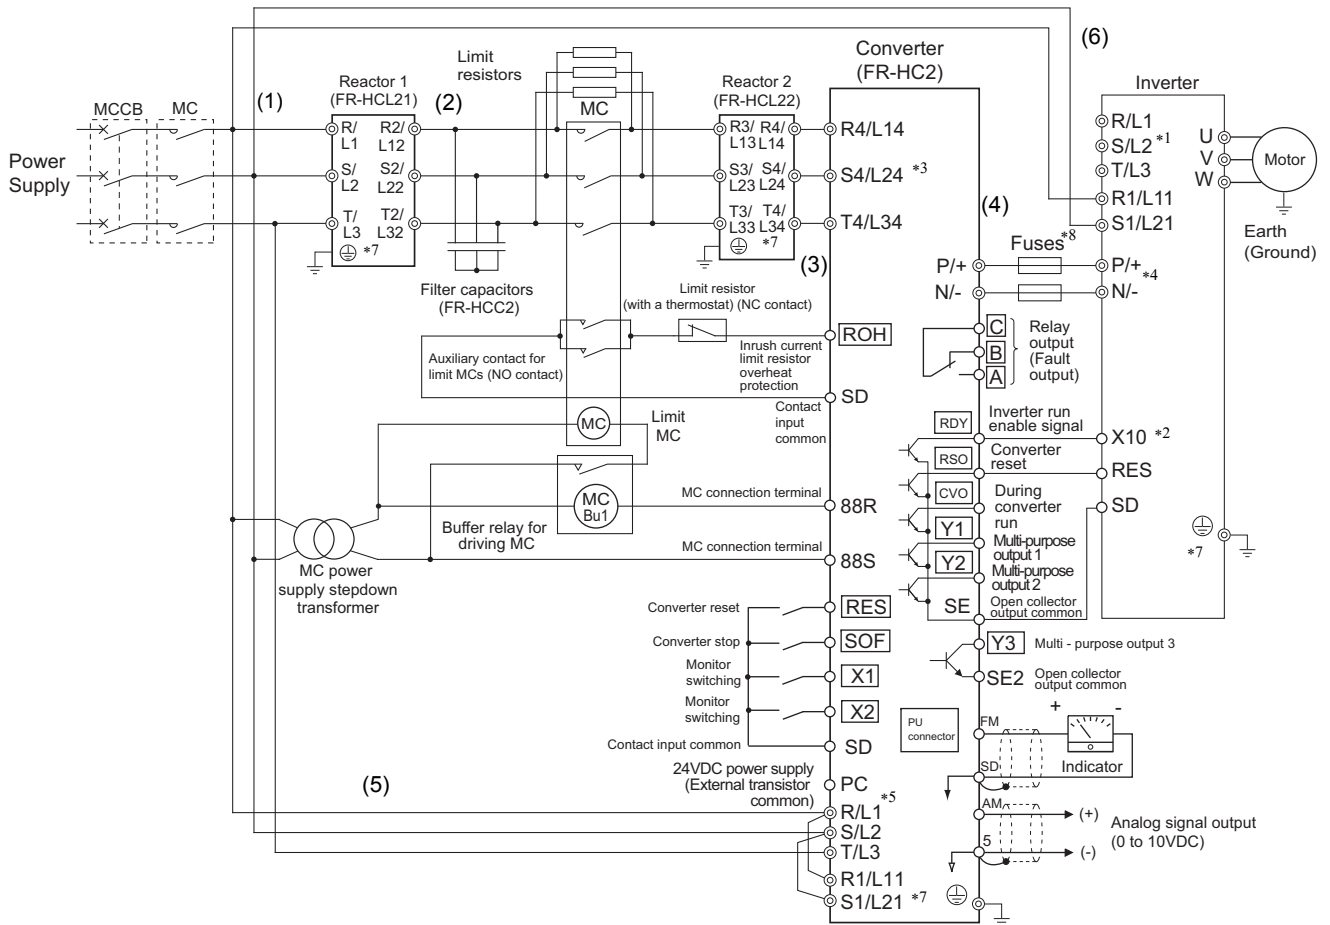 (6)
Converter
(FR-HC2)
Limit
resistors
Inverter
Reactor 1
(FR-HCL21)
Reactor 2
(FR-HCL22)
MCCB
MC
(1)
(2)
MC
R/
L1
R2/
L12
R3/
L13
R4/
L14
R4/L14
R/L1
S/L2 *1
T/L3
R1/L11
S1/L21
U
V
W
Motor
Earth
(Ground)
Power
Supply
S/
L2
S2/
L22
S3/
L23
S4/
L24
S4/L24 *3
T/
L3
T2/
L32
T3/
L33
T4/
L34
T4/L34
*7
*7
(3)
(4)
Fuses *8
P/+
P/+
*4
N/-
N/-
Filter capacitors
(FR-HCC2)
Limit resistor
(with a thermostat) (NC contact)
ROH
Inrush current
limit resistor
overheat
protection
Auxiliary contact for
limit MCs (NO contact)
SD
Contact
input
common
C
B
A
Relay
output
(Fault
output)
MC
Limit
MC
RDY
Inverter run
enable signal
X10 *2
RSO
Converter
reset
RES
CVO
During
converter
run
SD
Y1
Multi-purpose
output 1
Y2
Multi-purpose
output 2
SE
Open collector
output common
*7
MC
Bu1
MC connection terminal
88R
Buffer relay for
driving MC
MC connection terminal
88S
MC power
supply stepdown
transformer
Converter reset
RES
Converter stop
SOF
Monitor
switching
X1
Monitor
switching
X2
Contact input common
SD
Y3
Multi - purpose output 3
SE2
Open collector
output common
PU
connector
FM
+
-
SD
Indicator
24VDC power supply
(External transistor
common)
PC
(5)
R/L1 *5
S/L2
T/L3
R1/L11
S1/L21 *7
AM
(+)
5
(-)
Analog signal output
(0 to 10VDC)